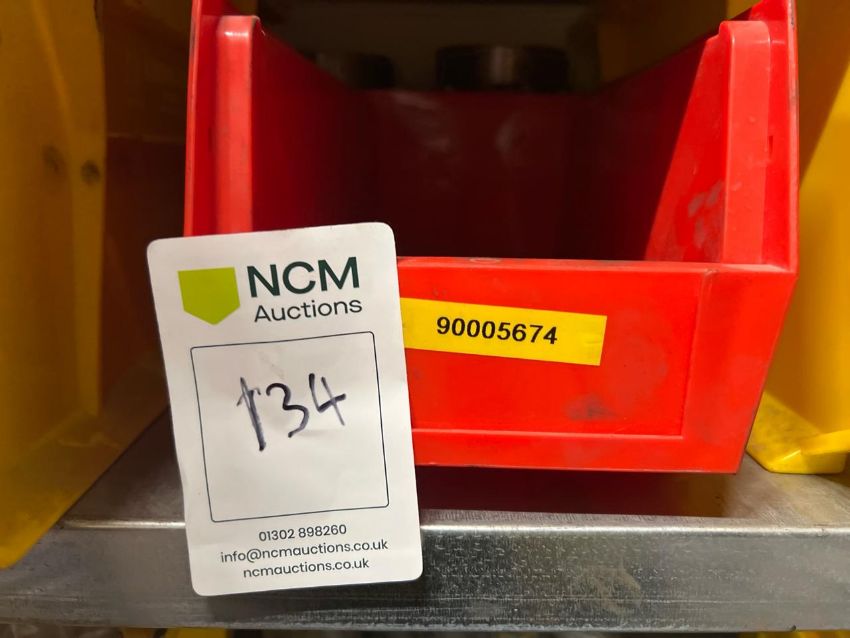 NCM
Auctions
134
01302 898260
info@ncmauctions.co.uk
ncmauctions.co.uk
90005674